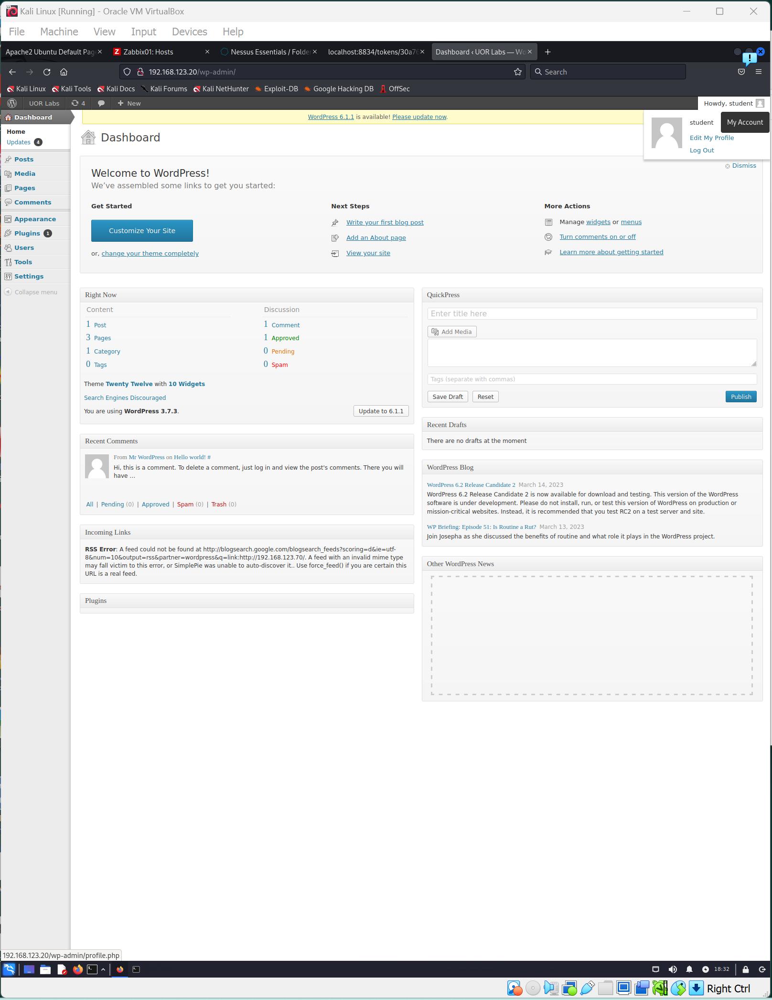 Kali Linux [Running] - Oracle VM VirtualBox
File Machine View Input Devices Help
Apache2 Ubuntu Default Pag
Zabbix01: Hosts
Nessus Essentials / Folde
localhost:8834/tokens/30a76
Dashboard ‹ UOR Labs — Wo
192.168.123.20/wp-admin/
Search
Kali Linux Kali Tools Kali Docs Kali Forums Kali NetHunter Exploit-DB Google Hacking DB OffSec
UOR Labs 4 + New
Howdy, student
student
My Account
Edit My Profile
Log Out
Dashboard
Home
Updates 4
Posts
Media
Pages
Comments
Appearance
Plugins 1
Users
Tools
Settings
Collapse menu
WordPress 6.1.1 is available! Please update now.
Dashboard
Dismiss
Welcome to WordPress!
We’ve assembled some links to get you started:
Get Started
Customize Your Site
or, change your theme completely
Next Steps
Write your first blog post
Add an About page
View your site
More Actions
Manage widgets or menus
Turn comments on or off
Learn more about getting started
Right Now
Content
1 Post
3 Pages
1 Category
0 Tags
Discussion
1 Comment
1 Approved
0 Pending
0 Spam
Theme Twenty Twelve with 10 Widgets
Search Engines Discouraged
You are using WordPress 3.7.3.
Update to 6.1.1
Recent Comments
From Mr WordPress on Hello world! #
Hi, this is a comment. To delete a comment, just log in and view the post's comments. There you will
have ...
All | Pending (0) | Approved | Spam (0) | Trash (0)
Incoming Links
RSS Error: A feed could not be found at http://blogsearch.google.com/blogsearch_feeds?scoring=d&ie=utf-
8&num=10&output=rss&partner=wordpress&q=link:http://192.168.123.70/. A feed with an invalid mime type
may fall victim to this error, or SimplePie was unable to auto-discover it.. Use force_feed() if you are certain this
URL is a real feed.
Plugins
QuickPress
Enter title here
Add Media
Tags (separate with commas)
Save Draft
Reset
Publish
Recent Drafts
There are no drafts at the moment
WordPress Blog
WordPress 6.2 Release Candidate 2 March 14, 2023
WordPress 6.2 Release Candidate 2 is now available for download and testing. This version of the WordPress
software is under development. Please do not install, run, or test this version of WordPress on production or
mission-critical websites. Instead, it is recommended that you test RC2 on a test server and site.
WP Briefing: Episode 51: Is Routine a Rut? March 13, 2023
Join Josepha as she discussed the benefits of routine and what role it plays in the WordPress project.
Other WordPress News
192.168.123.20/wp-admin/profile.php
18:32
Right Ctrl